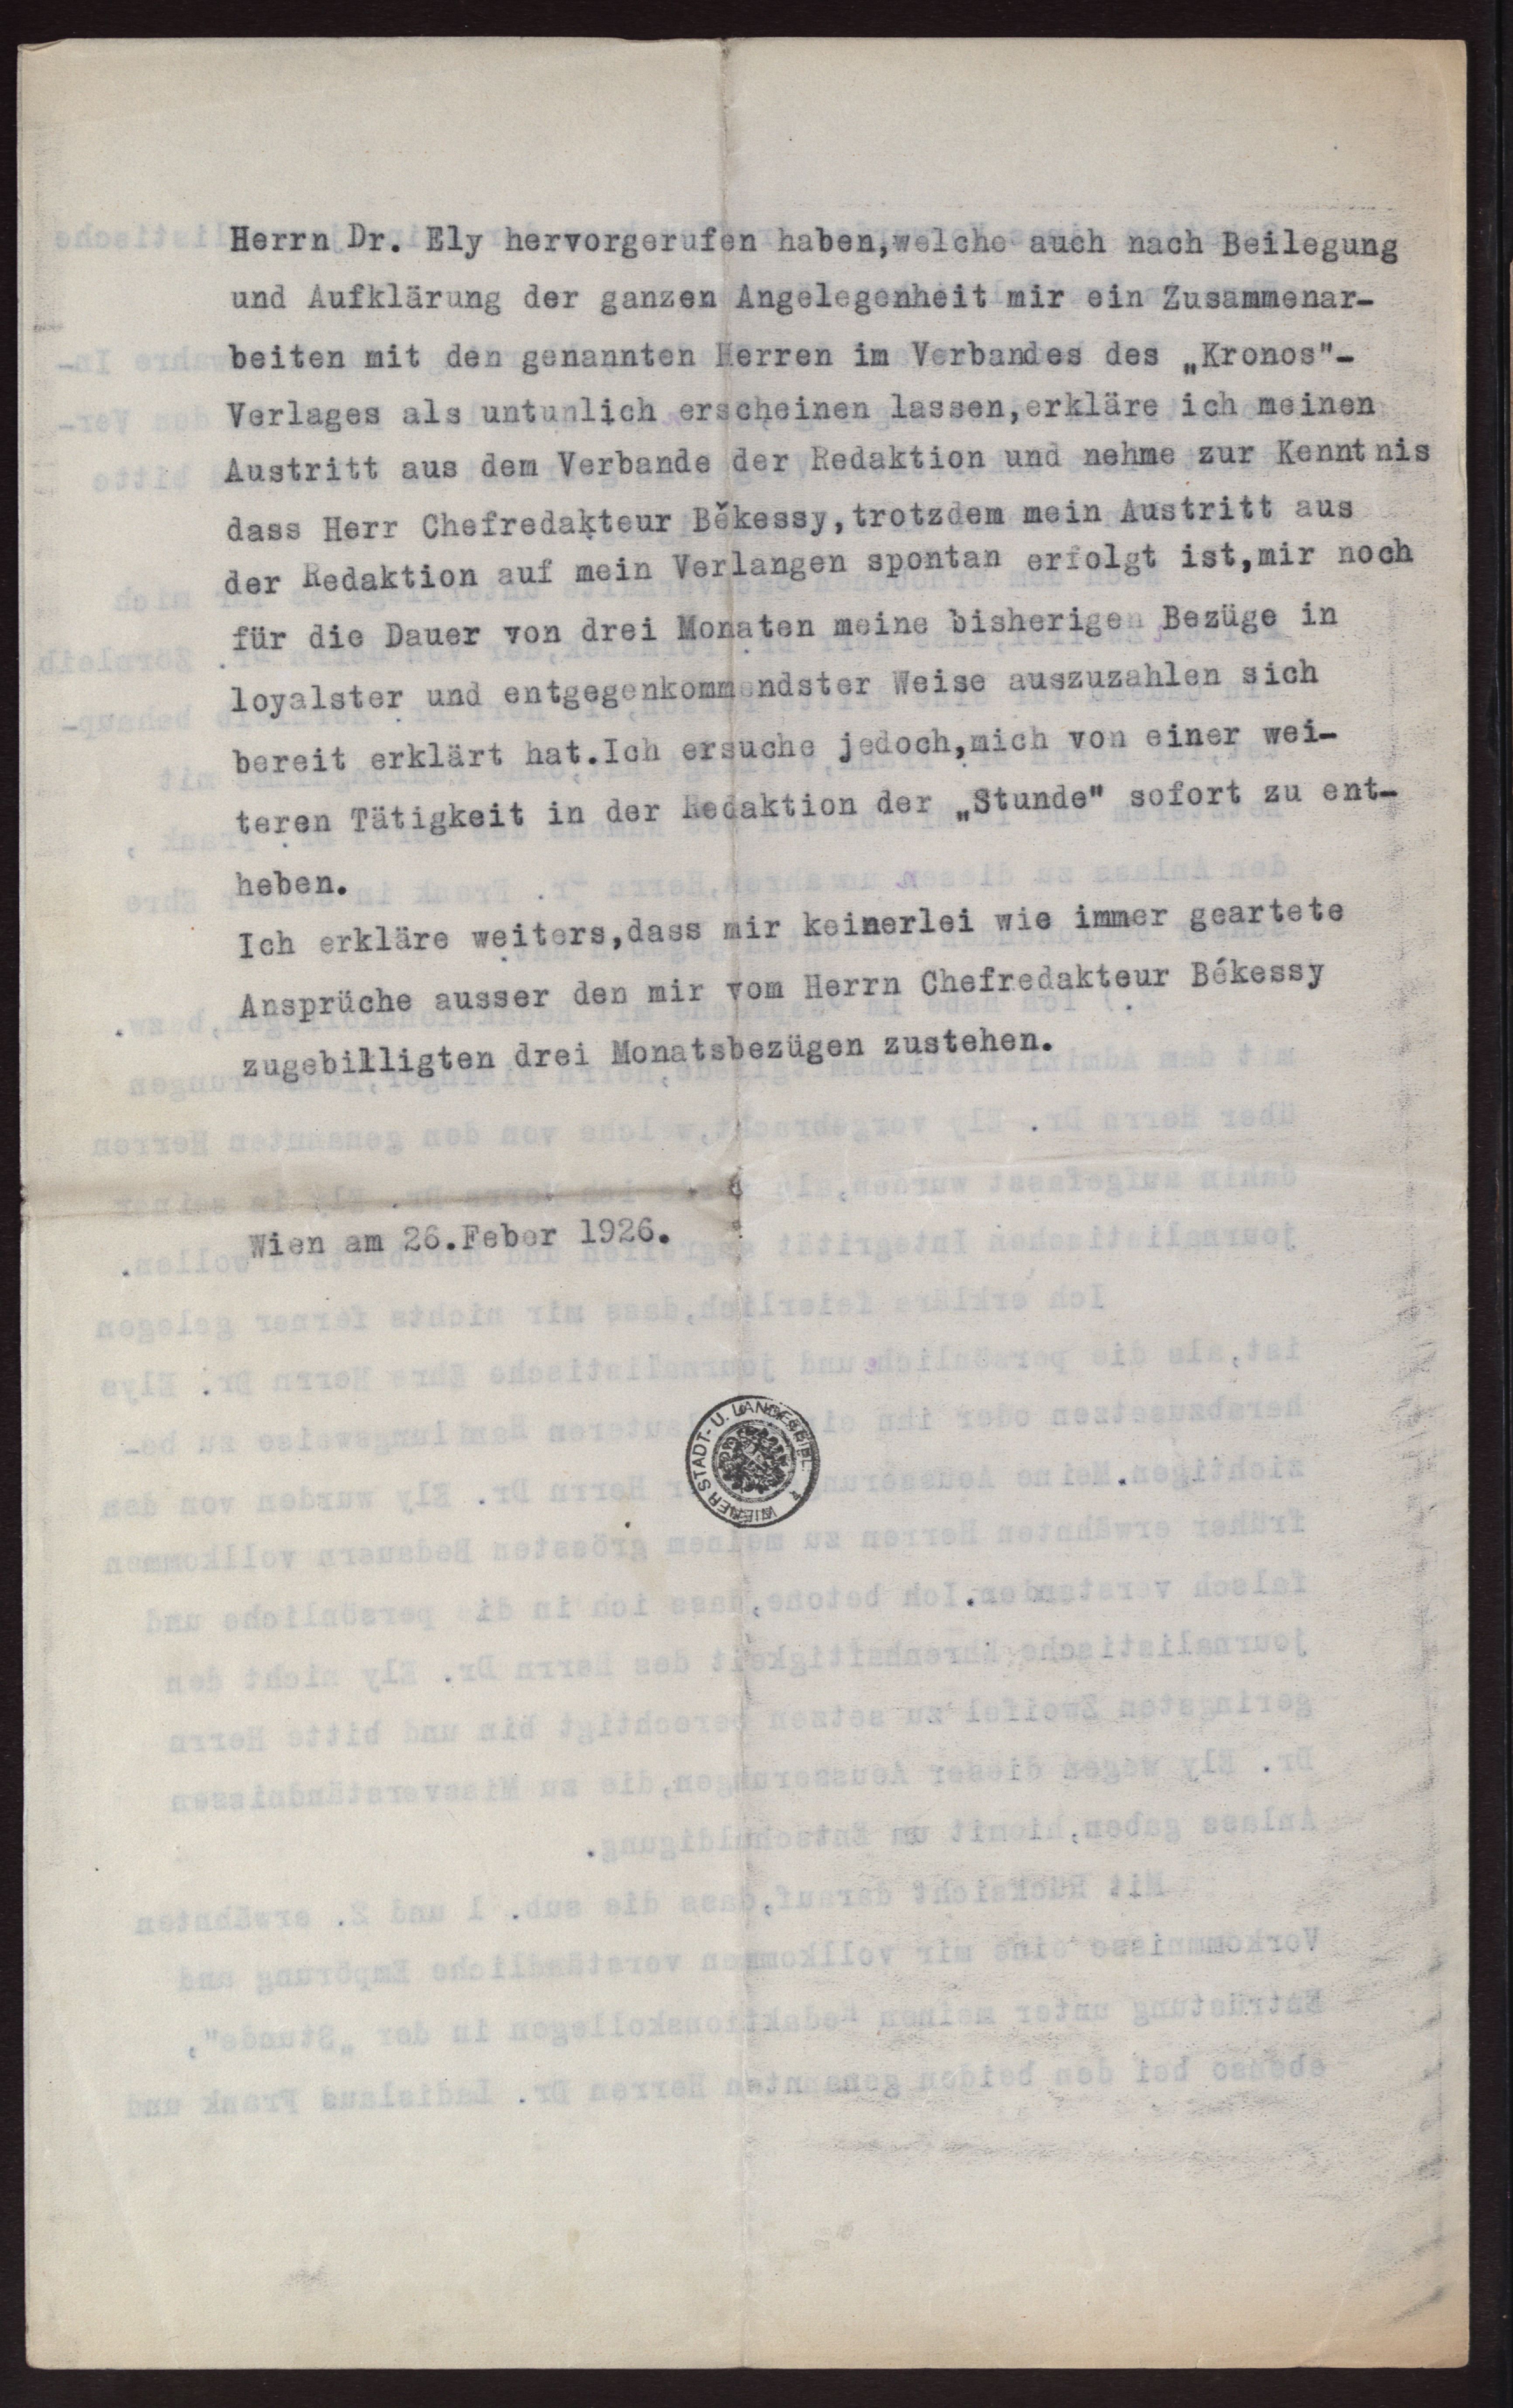 Herrn Dr. Ely hervorgerufen haben,welche auch nach Beilegung
und Aufklärung der ganzen Angelegenheit mir ein Zusammenar-
beiten mit den genannten Herren im Verbandes des „Kronos"-
Verlages als untunlich erscheinen lassen,erkläre ich meinen
Austritt aus dem Verbande der Redaktion und nehme zur Kenntnis
dass Herr Chefredakteur Békessy,trotzdem mein Austritt aus
der Redaktion auf mein Verlangen spontan erfolgt ist,mir noch
für die Dauer von drei Monaten meine bisherigen Bezüge in
loyalster und entgegenkommendster Weise auszuzahlen sich
bereit erklärt hat.Ich ersuche jedoch,mich von einer wei-
teren Tätigkeit in der Redaktion der „Stunde" sofort zu ent-
heben.
Ich erkläre weiters,dass mir keinerlei wie immer geartete
Ansprüche ausser den mir vom Herrn Chefredakteur Békessy
zugebilligten drei Monatsbezügen zustehen.
Wien am 26.Feber 1926.
WIENER STADT- U. LANDESBIBL.